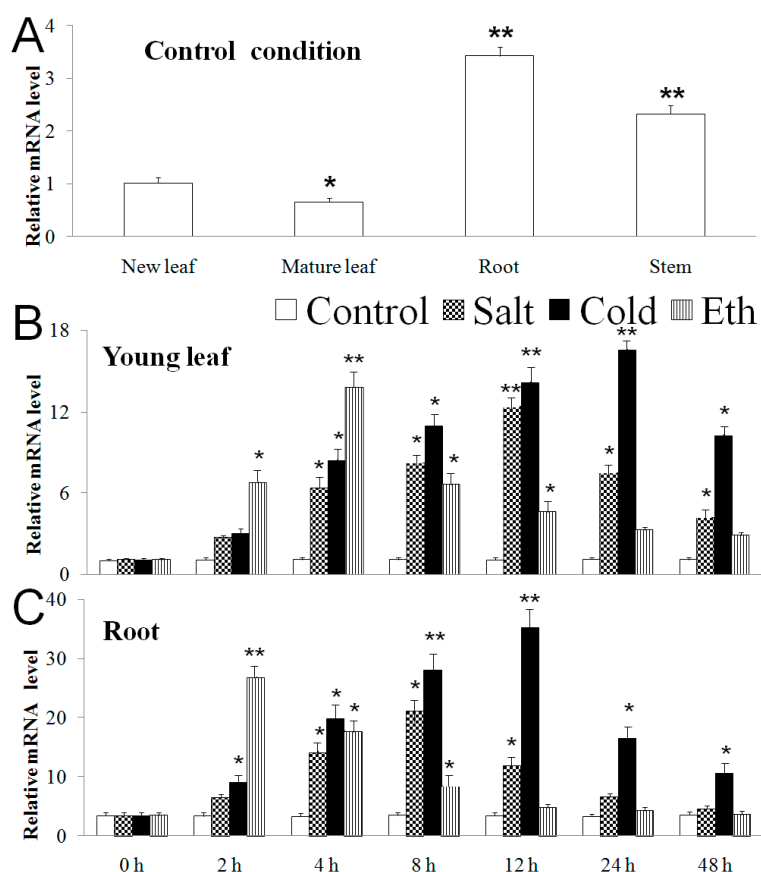 A
Control condition
Relative mRNA level
4
3
2
1
0
**
*
**
**
New leaf Mature leaf Root Stem
Control Salt Cold Eth
B
Young leaf
Relative mRNA level
18
12
6
0
*
* * **
* * *
** ** *
* **
* *
C
Root
Relative mRNA level
40
30
20
10
0
* **
* * *
* ** *
* **
*
*
0 h 2 h 4 h 8 h 12 h 24 h 48 h